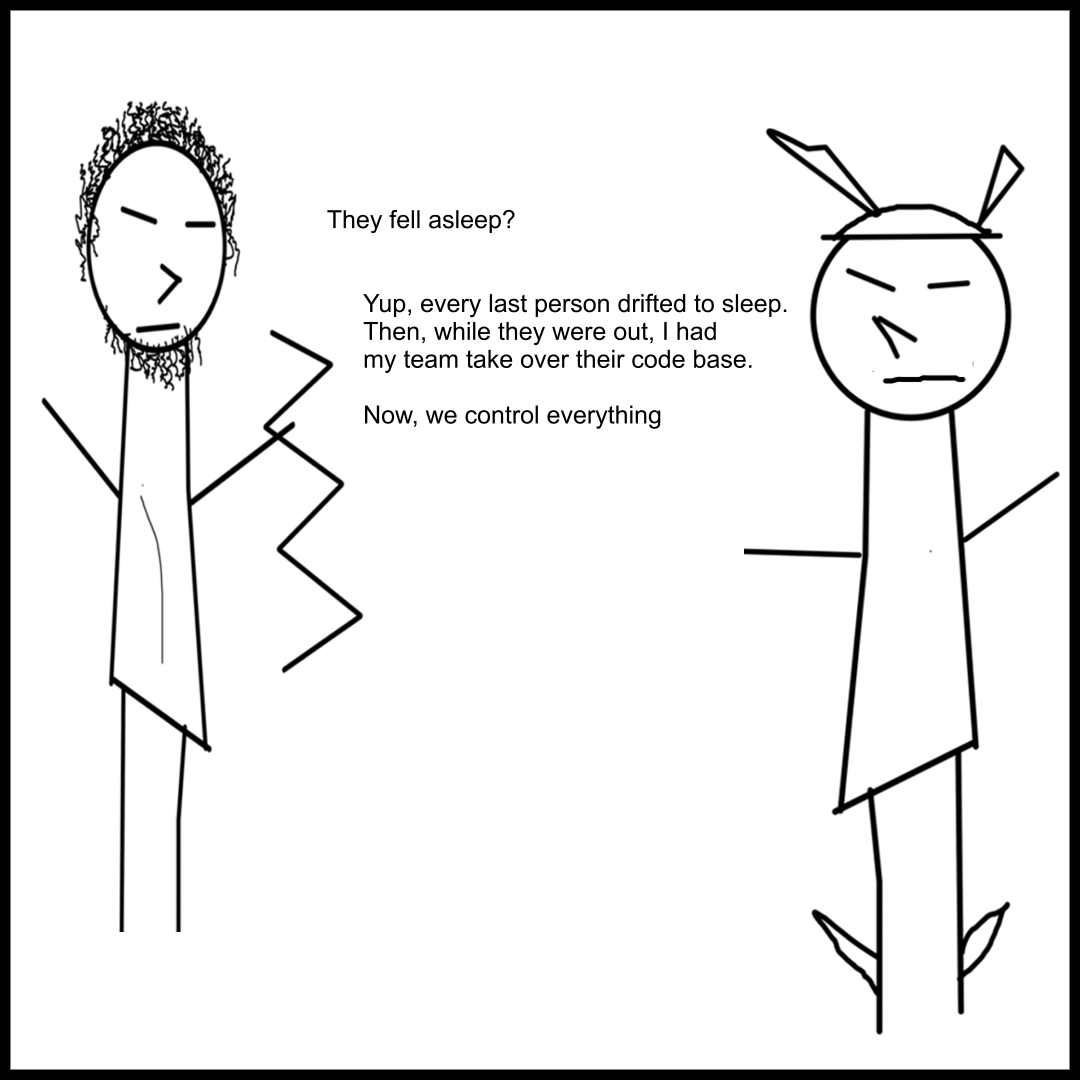 They fell asleep?
Yup, every last person drifted to sleep.
Then, while they were out, I had
my team take over their code base.
Now, we control everything